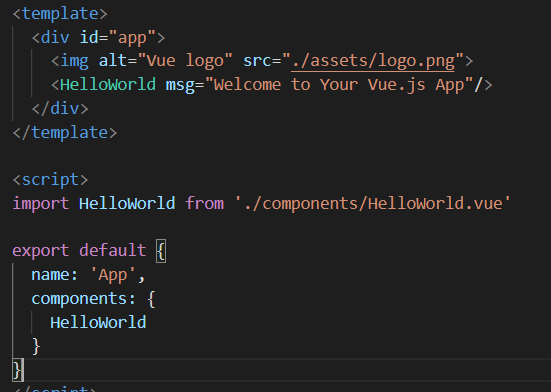 <template>
  <div id="app">
    <img alt="Vue logo" src="./assets/logo.png">
    <HelloWorld msg="Welcome to Your Vue.js App"/>
  </div>
</template>

<script>
import HelloWorld from './components/HelloWorld.vue'

export default {
  name: 'App',
  components: {
    HelloWorld
  }
}
</script>